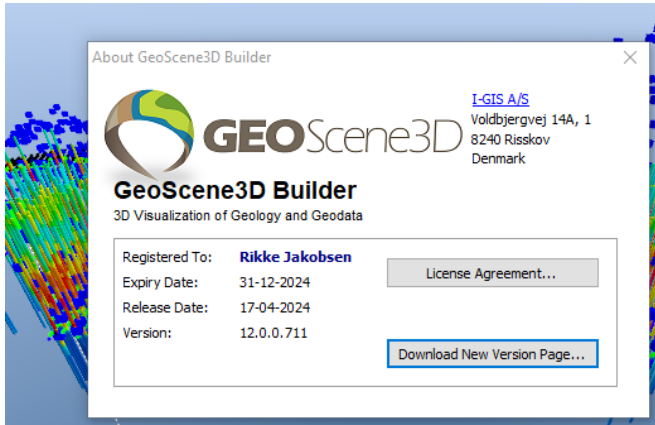 About GeoScene3D Builder
GEOScene3D
I-GIS A/S
Voldbjergvej 14A, 1
8240 Risskov
Denmark
GeoScene3D Builder
3D Visualization of Geology and Geodata
Registered To: Rikke Jakobsen
Expiry Date: 31-12-2024
Release Date: 17-04-2024
Version: 12.0.0.711
License Agreement...
Download New Version Page...